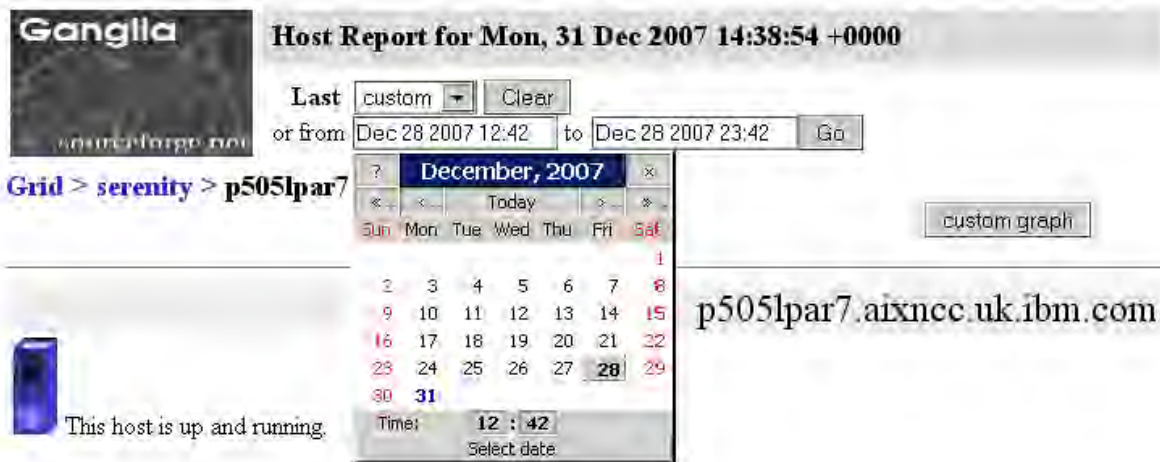 Ganglia
sourceforge.net
Host Report for Mon, 31 Dec 2007 14:38:54 +0000
Last custom Clear
or from Dec 28 2007 12:42 to Dec 28 2007 23:42 Go
Grid > serenity > p505lpar7
? December, 2007 ×
« ‹ Today › »
Sun Mon Tue Wed Thu Fri Sat
1
2 3 4 5 6 7 8
9 10 11 12 13 14 15
16 17 18 19 20 21 22
23 24 25 26 27 28 29
30 31
Time: 12 : 42
Select date
custom graph
p505lpar7.aixncc.uk.ibm.com
This host is up and running.